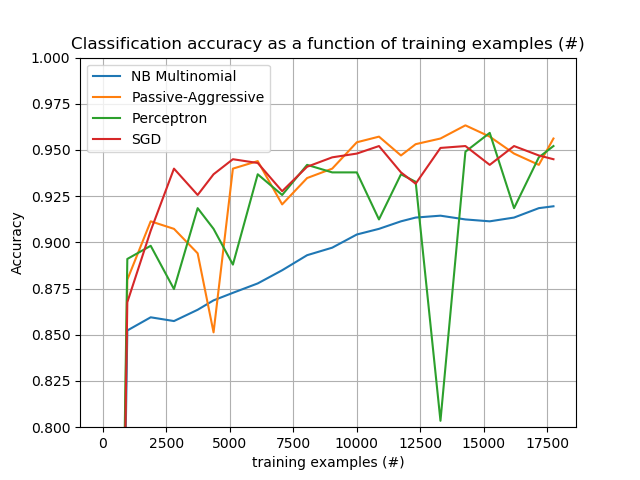 Classification accuracy as a function of training examples (#)
1.000
0.975
0.950
0.925
0.900
0.875
0.850
0.825
0.800
Accuracy
NB Multinomial
Passive-Aggressive
Perceptron
SGD
0 2500 5000 7500 10000 12500 15000 17500
training examples (#)